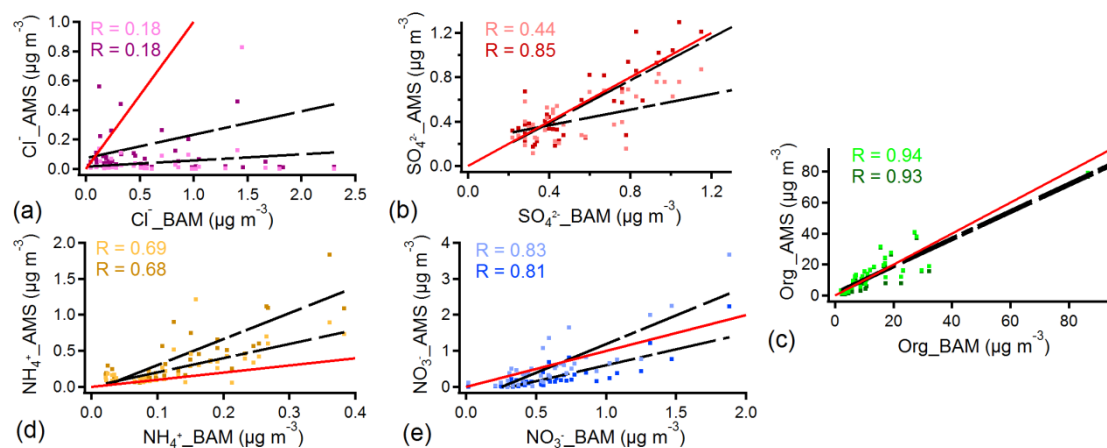 1.0
0.8
0.6
0.4
0.2
0.0
Cl⁻_AMS (µg m⁻³)
R = 0.18
R = 0.18
0.0 0.5 1.0 1.5 2.0 2.5
Cl⁻_BAM (µg m⁻³)
(a)
1.2
0.8
0.4
0.0
SO₄²⁻_AMS (µg m⁻³)
R = 0.44
R = 0.85
0.0 0.4 0.8 1.2
SO₄²⁻_BAM (µg m⁻³)
(b)
80
60
40
20
0
Org_AMS (µg m⁻³)
R = 0.94
R = 0.93
0 20 40 60 80
Org_BAM (µg m⁻³)
(c)
2.0
1.5
1.0
0.5
0.0
NH₄⁺_AMS (µg m⁻³)
R = 0.69
R = 0.68
0.0 0.1 0.2 0.3 0.4
NH₄⁺_BAM (µg m⁻³)
(d)
4
3
2
1
0
NO₃⁻_AMS (µg m⁻³)
R = 0.83
R = 0.81
0.0 0.5 1.0 1.5 2.0
NO₃⁻_BAM (µg m⁻³)
(e)